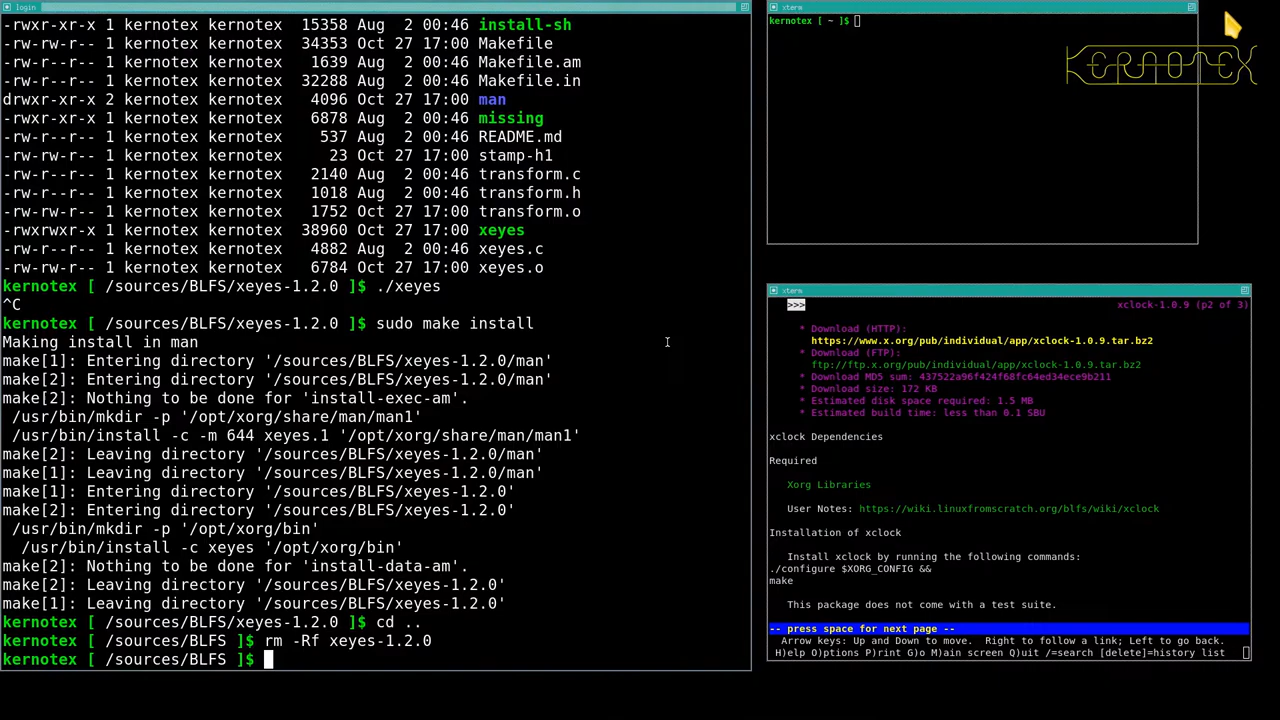 login
-rwxr-xr-x 1 kernotex kernotex  15358 Aug  2 00:46 install-sh
-rw-rw-r-- 1 kernotex kernotex  34353 Oct 27 17:00 Makefile
-rw-rw-r-- 1 kernotex kernotex   1639 Aug  2 00:46 Makefile.am
-rw-rw-r-- 1 kernotex kernotex  32288 Oct 27 17:00 Makefile.in
drwxr-xr-x 2 kernotex kernotex   4096 Oct 27 17:00 man
-rwxr-xr-x 1 kernotex kernotex   6878 Aug  2 00:46 missing
-rw-r--r-- 1 kernotex kernotex    537 Aug  2 00:46 README.md
-rw-rw-r-- 1 kernotex kernotex     23 Oct 27 17:00 stamp-h1
-rw-r--r-- 1 kernotex kernotex   2140 Aug  2 00:46 transform.c
-rw-r--r-- 1 kernotex kernotex   1018 Aug  2 00:46 transform.h
-rw-rw-r-- 1 kernotex kernotex   1752 Oct 27 17:00 transform.o
-rwxrwxr-x 1 kernotex kernotex  38960 Oct 27 17:00 xeyes
-rw-r--r-- 1 kernotex kernotex   4882 Aug  2 00:46 xeyes.c
-rw-rw-r-- 1 kernotex kernotex   6784 Oct 27 17:00 xeyes.o
kernotex [ /sources/BLFS/xeyes-1.2.0 ]$ ./xeyes
^C
kernotex [ /sources/BLFS/xeyes-1.2.0 ]$ sudo make install
Making install in man
make[1]: Entering directory '/sources/BLFS/xeyes-1.2.0/man'
make[2]: Entering directory '/sources/BLFS/xeyes-1.2.0/man'
make[2]: Nothing to be done for 'install-exec-am'.
 /usr/bin/mkdir -p '/opt/xorg/share/man/man1'
 /usr/bin/install -c -m 644 xeyes.1 '/opt/xorg/share/man/man1'
make[2]: Leaving directory '/sources/BLFS/xeyes-1.2.0/man'
make[1]: Leaving directory '/sources/BLFS/xeyes-1.2.0/man'
make[1]: Entering directory '/sources/BLFS/xeyes-1.2.0'
make[2]: Entering directory '/sources/BLFS/xeyes-1.2.0'
 /usr/bin/mkdir -p '/opt/xorg/bin'
  /usr/bin/install -c xeyes '/opt/xorg/bin'
make[2]: Nothing to be done for 'install-data-am'.
make[2]: Leaving directory '/sources/BLFS/xeyes-1.2.0'
make[1]: Leaving directory '/sources/BLFS/xeyes-1.2.0'
kernotex [ /sources/BLFS/xeyes-1.2.0 ]$ cd ..
kernotex [ /sources/BLFS ]$ rm -Rf xeyes-1.2.0
kernotex [ /sources/BLFS ]$
xterm
kernotex [ ~ ]$
KERNOTEX
xterm
>>> xclock-1.0.9 (p2 of 3)
* Download (HTTP):
https://www.x.org/pub/individual/app/xclock-1.0.9.tar.bz2
* Download (FTP):
ftp://ftp.x.org/pub/individual/app/xclock-1.0.9.tar.bz2
* Download MD5 sum: 437522a96f424f68fc64ed34ece9b211
* Download size: 172 KB
* Estimated disk space required: 1.5 MB
* Estimated build time: less than 0.1 SBU
xclock Dependencies
Required
Xorg Libraries
User Notes: https://wiki.linuxfromscratch.org/blfs/wiki/xclock
Installation of xclock
Install xclock by running the following commands:
./configure $XORG_CONFIG &&
make
This package does not come with a test suite.
-- press space for next page --
Arrow keys: Up and Down to move.  Right to follow a link; Left to go back.
H)elp O)ptions P)rint G)o M)ain screen Q)uit /=search [delete]=history list